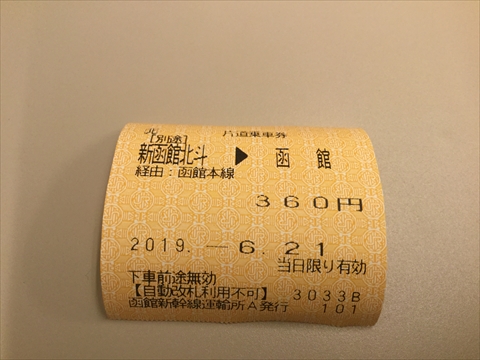 片道乗車券
[別途]
新函館北斗 ▶ 函館
経由:函館本線
360円
2019.-6.21
当日限り有効
下車前途無効
【自動改札利用不可】 3033B
函館新幹線運輸所A発行 101